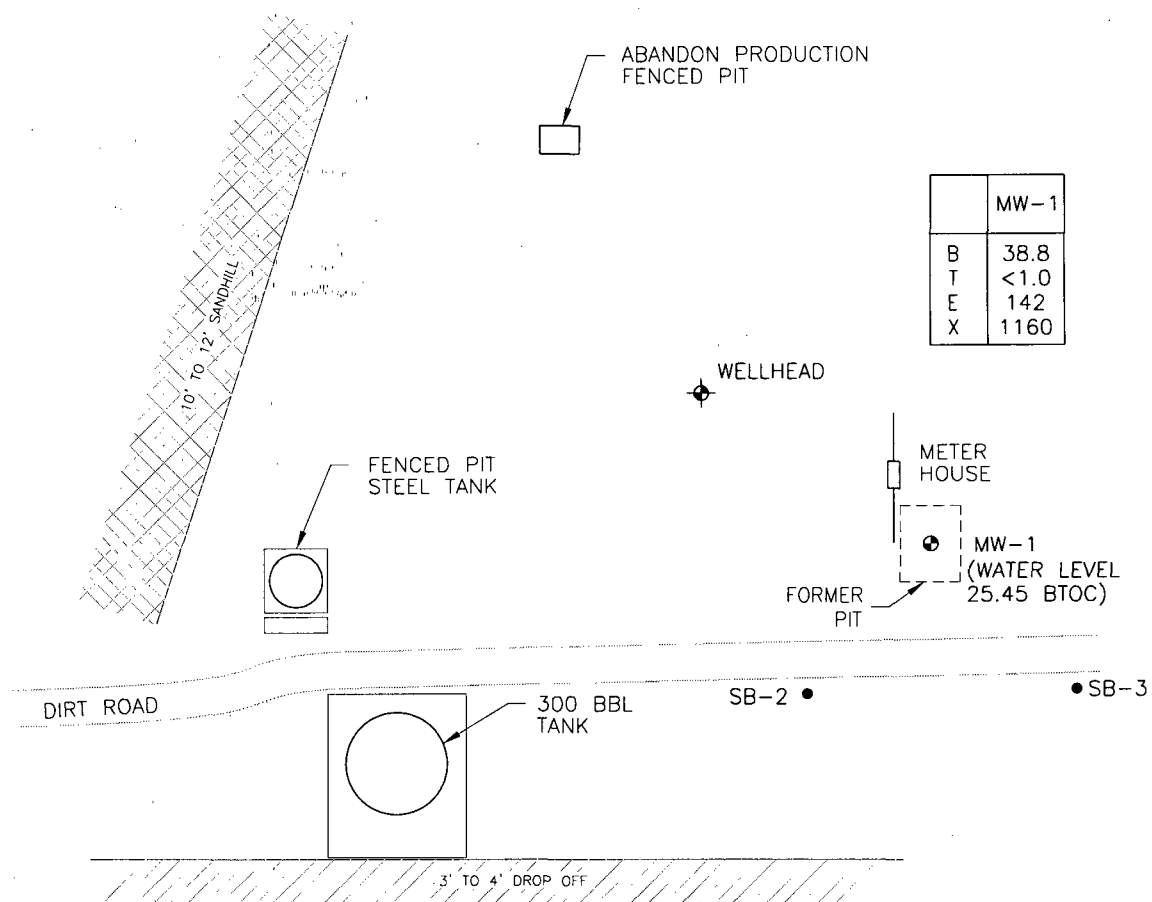 ABANDON PRODUCTION
FENCED PIT
MW-1
B 38.8
T <1.0
E 142
X 1160
10' TO 12' SANDHILL
WELLHEAD
METER
HOUSE
FENCED PIT
STEEL TANK
MW-1
(WATER LEVEL
25.45 BTOC)
FORMER
PIT
DIRT ROAD
300 BBL
TANK
SB-2
SB-3
3' TO 4' DROP OFF